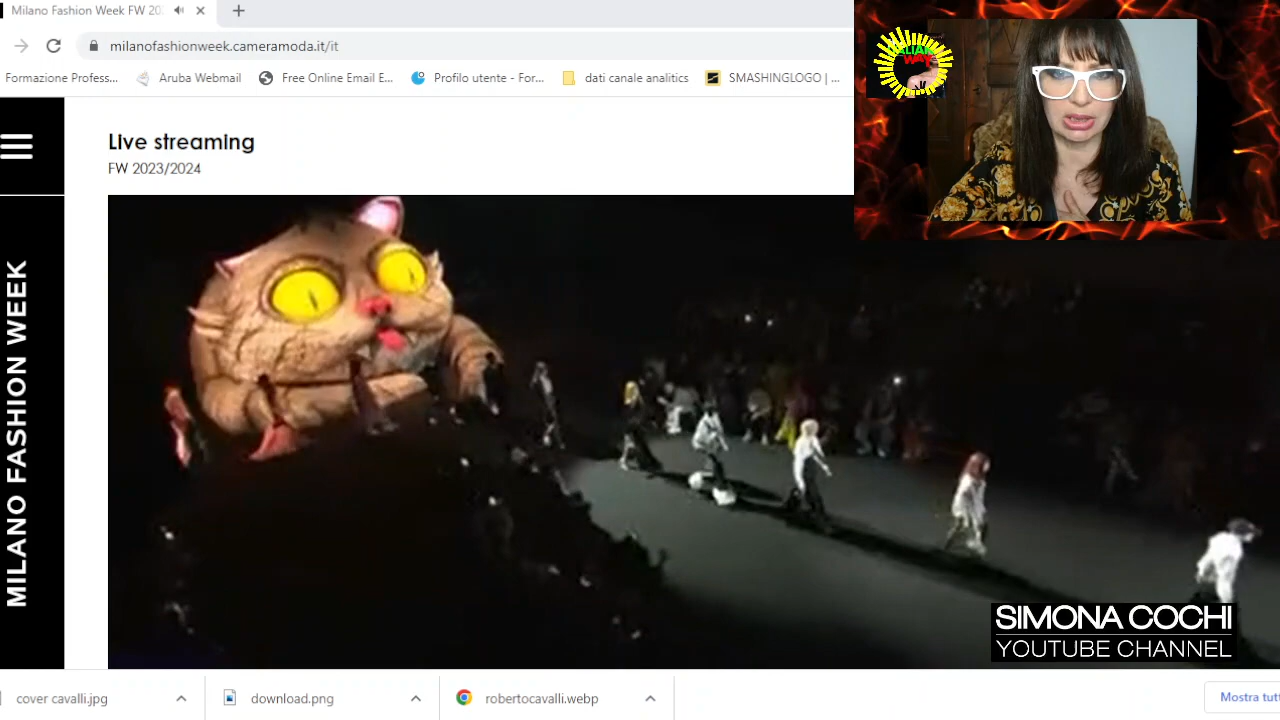 Milano Fashion Week FW 20
milanofashionweek.cameramoda.it/it
Formazione Profess...
Aruba Webmail
Free Online Email E...
Profilo utente - For...
dati canale analitics
SMASHINGLOGO | ...
WAY
Live streaming
FW 2023/2024
MILANO FASHION WEEK
SIMONA COCHI
YOUTUBE CHANNEL
cover cavalli.jpg
download.png
robertocavalli.webp
Mostra tutt